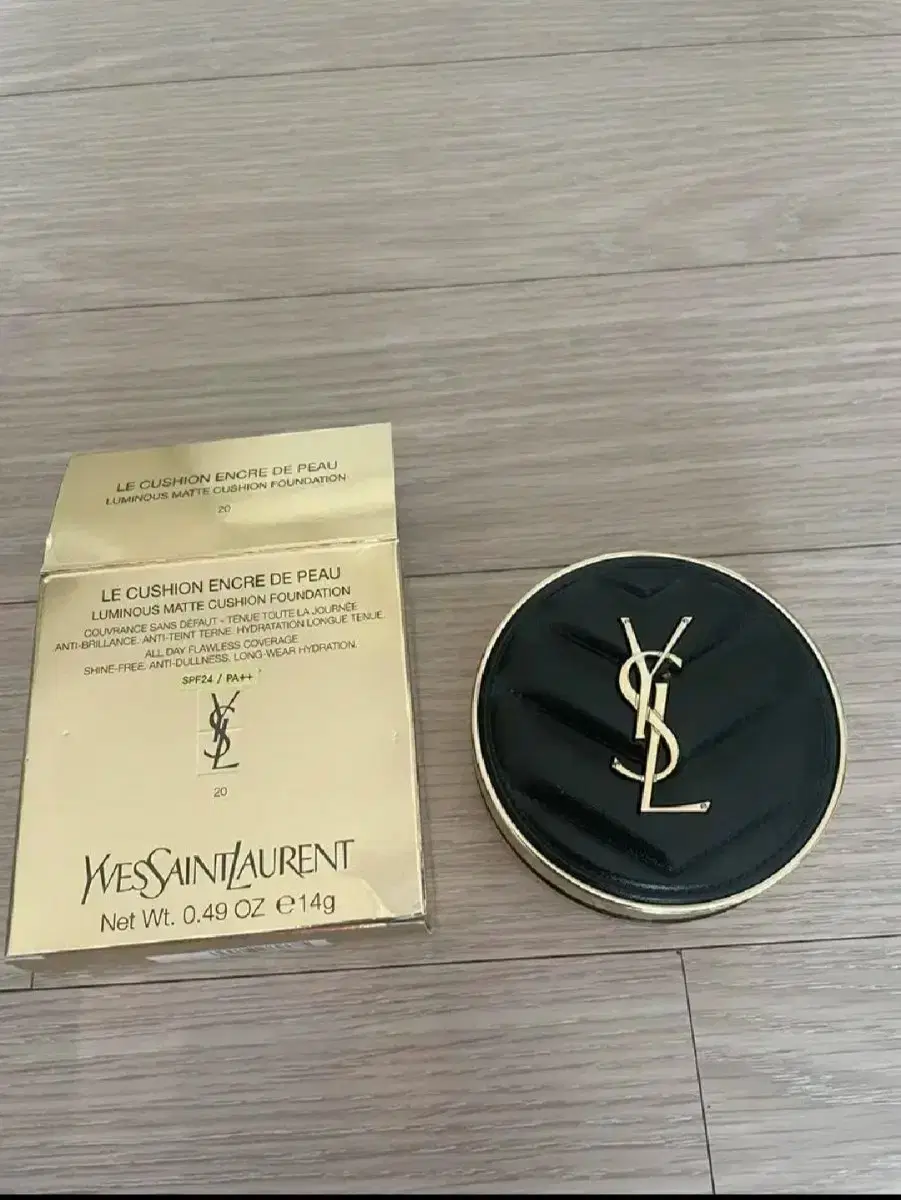 LE CUSHION ENCRE DE PEAU
LUMINOUS MATTE CUSHION FOUNDATION
20
LE CUSHION ENCRE DE PEAU
LUMINOUS MATTE CUSHION FOUNDATION
COUVRANCE SANS DÉFAUT - TENUE TOUTE LA JOURNÉE
ANTI-BRILLANCE. ANTI-TEINT TERNE. HYDRATATION LONGUE TENUE.
ALL DAY FLAWLESS COVERAGE
SHINE-FREE. ANTI-DULLNESS. LONG-WEAR HYDRATION.
SPF24 / PA++
YSL
20
YVESSAINTLAURENT
Net Wt. 0.49 OZ e14g
YSL